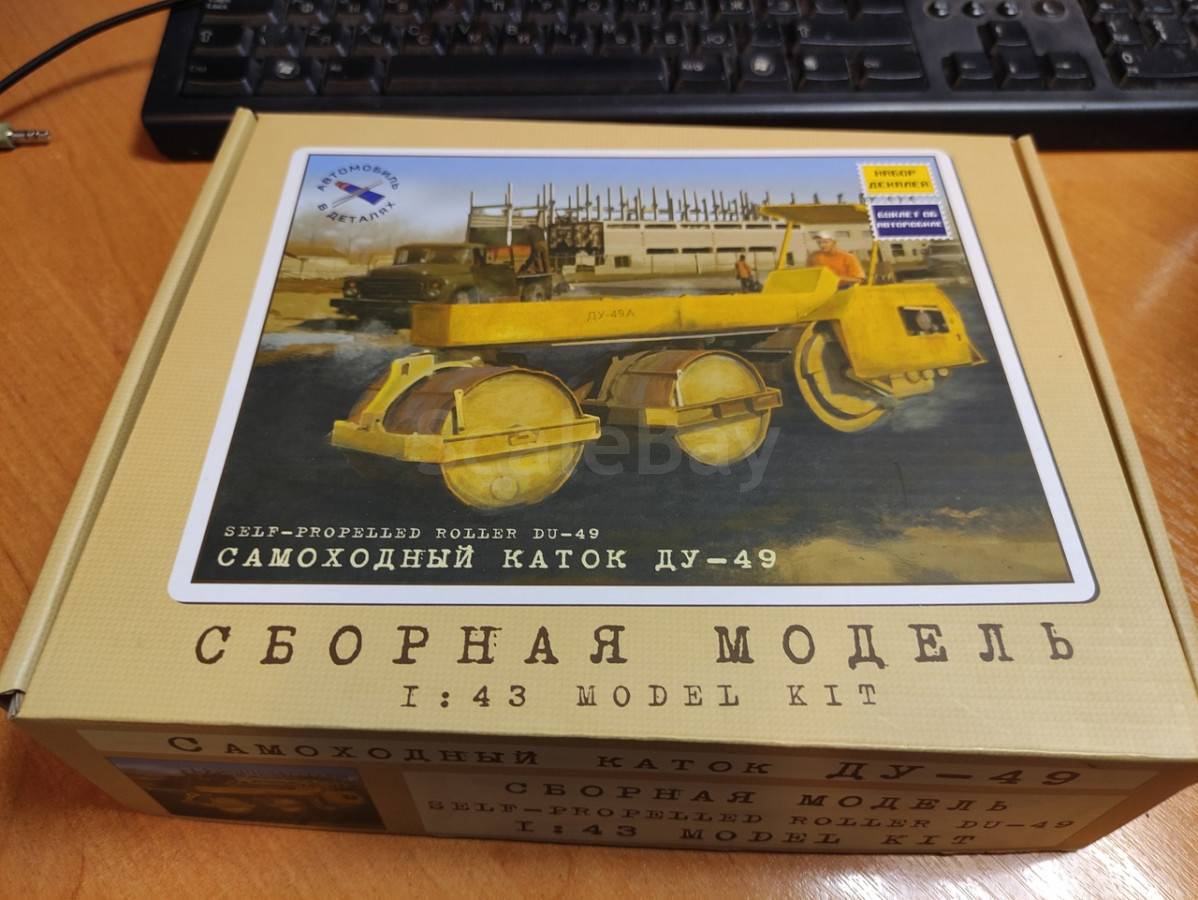 АВТОМОБИЛЬ
В ДЕТАЛЯХ
НАБОР
ДЕКАЛЕЙ
БУКЛЕТ ОБ
АВТОМОБИЛЕ
ДУ-49А
ScaleBay
SELF-PROPELLED ROLLER DU-49
САМОХОДНЫЙ КАТОК ДУ-49
СБОРНАЯ МОДЕЛЬ
1:43 MODEL KIT
САМОХОДНЫЙ КАТОК ДУ-49
СБОРНАЯ МОДЕЛЬ
SELF-PROPELLED ROLLER DU-49
1:43 MODEL KIT